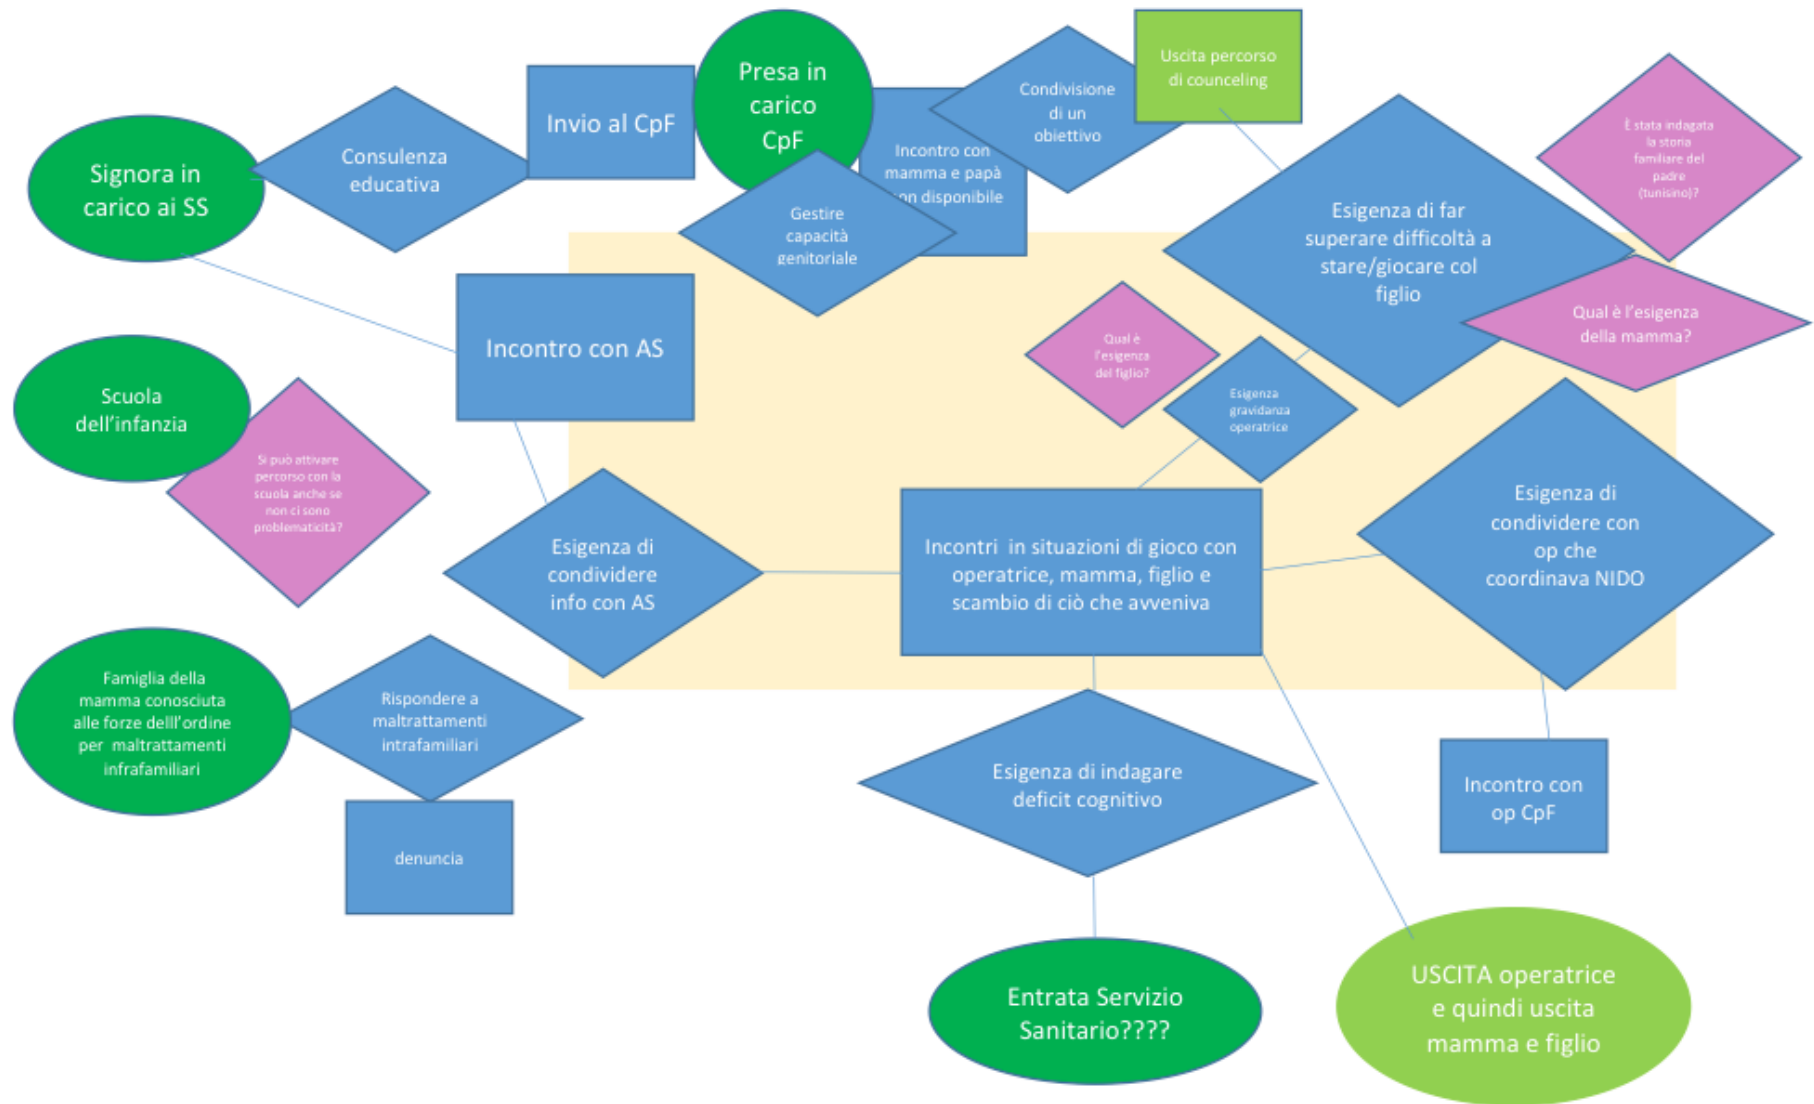 Signora in
carico ai SS
Consulenza
educativa
Invio al CpF
Presa in
carico
CpF
Gestire
capacità
genitoriale
Incontro con
mamma e papà
on disponibile
Condivisione
di un
obiettivo
Uscita percorso
di counceling
Esigenza di far
superare difficoltà a
stare/giocare col
figlio
È stata indagata
la storia
familiare del
padre
(tunisino)?
Qual è l'esigenza
della mamma?
Incontro con AS
Qual è
l'esigenza
del figlio?
Esigenza
gravidanza
operatrice
Scuola
dell'infanzia
Si può attivare
percorso con la
scuola anche se
non ci sono
problematicità?
Esigenza di
condividere
info con AS
Incontri in situazioni di gioco con
operatrice, mamma, figlio e
scambio di ciò che avveniva
Esigenza di
condividere con
op che
coordinava NIDO
Famiglia della
mamma conosciuta
alle forze delll'ordine
per maltrattamenti
infrafamiliari
Rispondere a
maltrattamenti
intrafamiliari
denuncia
Esigenza di indagare
deficit cognitivo
Incontro con
op CpF
Entrata Servizio
Sanitario????
USCITA operatrice
e quindi uscita
mamma e figlio